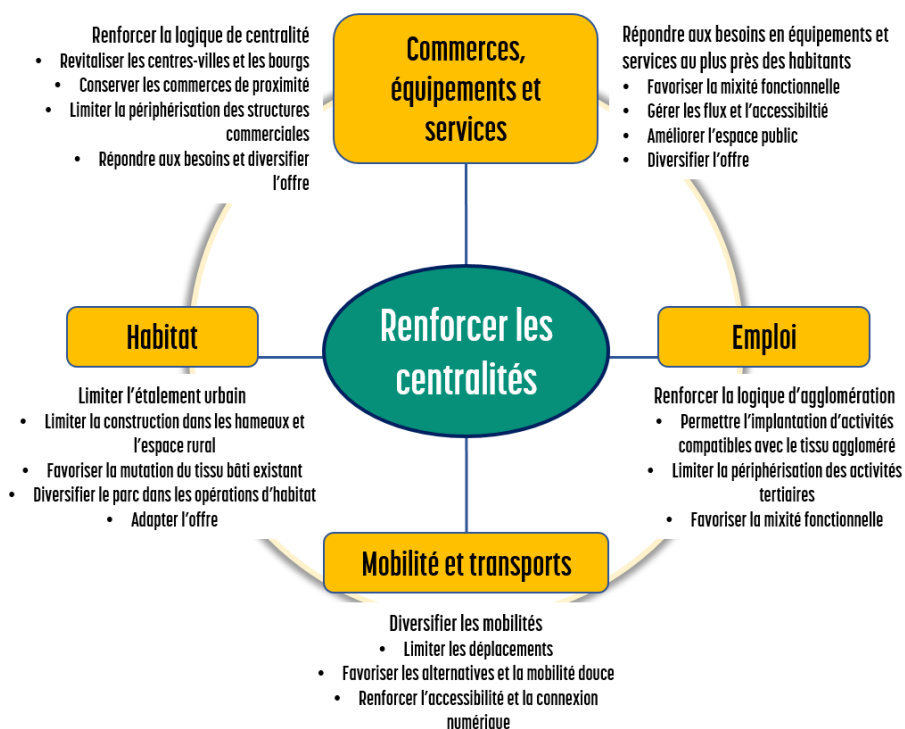 Renforcer la logique de centralité
• Revitaliser les centres-villes et les bourgs
• Conserver les commerces de proximité
• Limiter la périphérisation des structures
commerciales
• Répondre aux besoins et diversifier
l'offre
Commerces,
équipements et
services
Répondre aux besoins en équipements et
services au plus près des habitants
• Favoriser la mixité fonctionnelle
• Gérer les flux et l'accessibiltié
• Améliorer l'espace public
• Diversifier l'offre
Renforcer les
centralités
Habitat
Limiter l'étalement urbain
• Limiter la construction dans les hameaux et
l'espace rural
• Favoriser la mutation du tissu bâti existant
• Diversifier le parc dans les opérations d'habitat
• Adapter l'offre
Emploi
Renforcer la logique d'agglomération
• Permettre l'implantation d'activités
compatibles avec le tissu aggloméré
• Limiter la périphérisation des activités
tertiaires
• Favoriser la mixité fonctionnelle
Mobilité et transports
Diversifier les mobilités
• Limiter les déplacements
• Favoriser les alternatives et la mobilité douce
• Renforcer l'accessibilité et la connexion
numérique